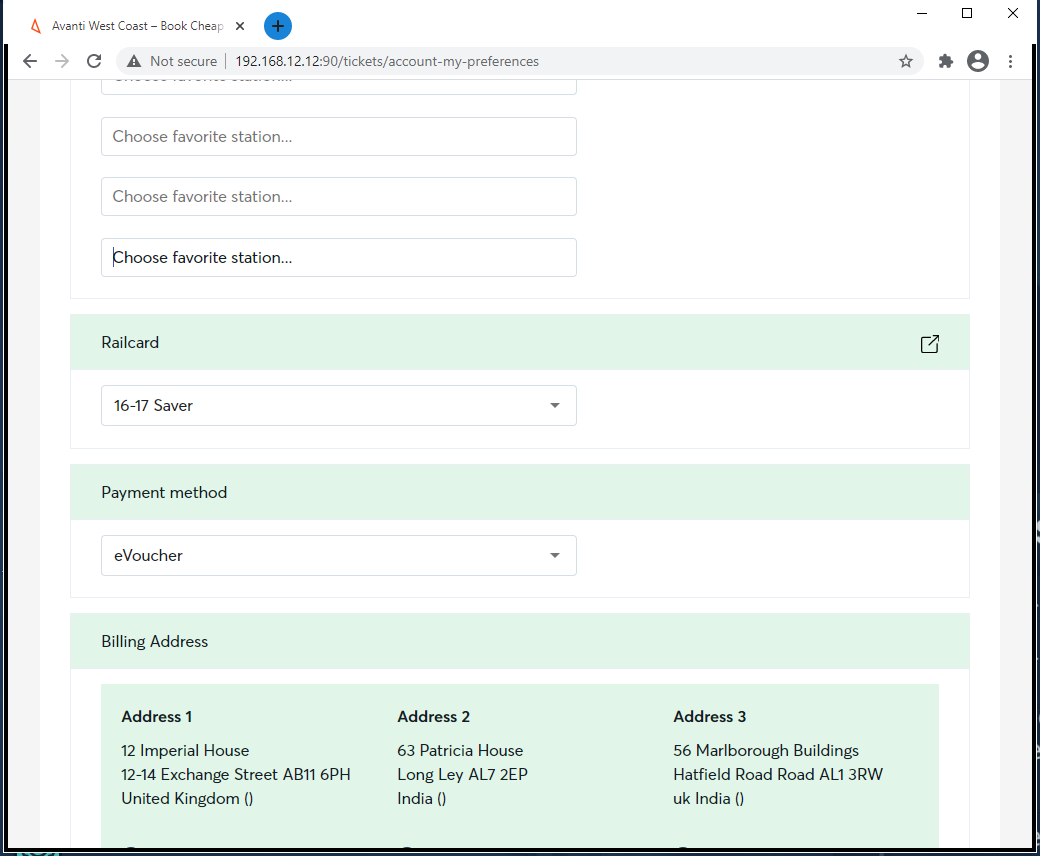 Avanti West Coast – Book Cheap
Not secure
192.168.12.12:90/tickets/account-my-preferences
Choose favorite station...
Choose favorite station...
Choose favorite station...
Choose favorite station...
Railcard
16-17 Saver
Payment method
eVoucher
Billing Address
Address 1
12 Imperial House
12-14 Exchange Street AB11 6PH
United Kingdom ()
Address 2
63 Patricia House
Long Ley AL7 2EP
India ()
Address 3
56 Marlborough Buildings
Hatfield Road Road AL1 3RW
uk India ()